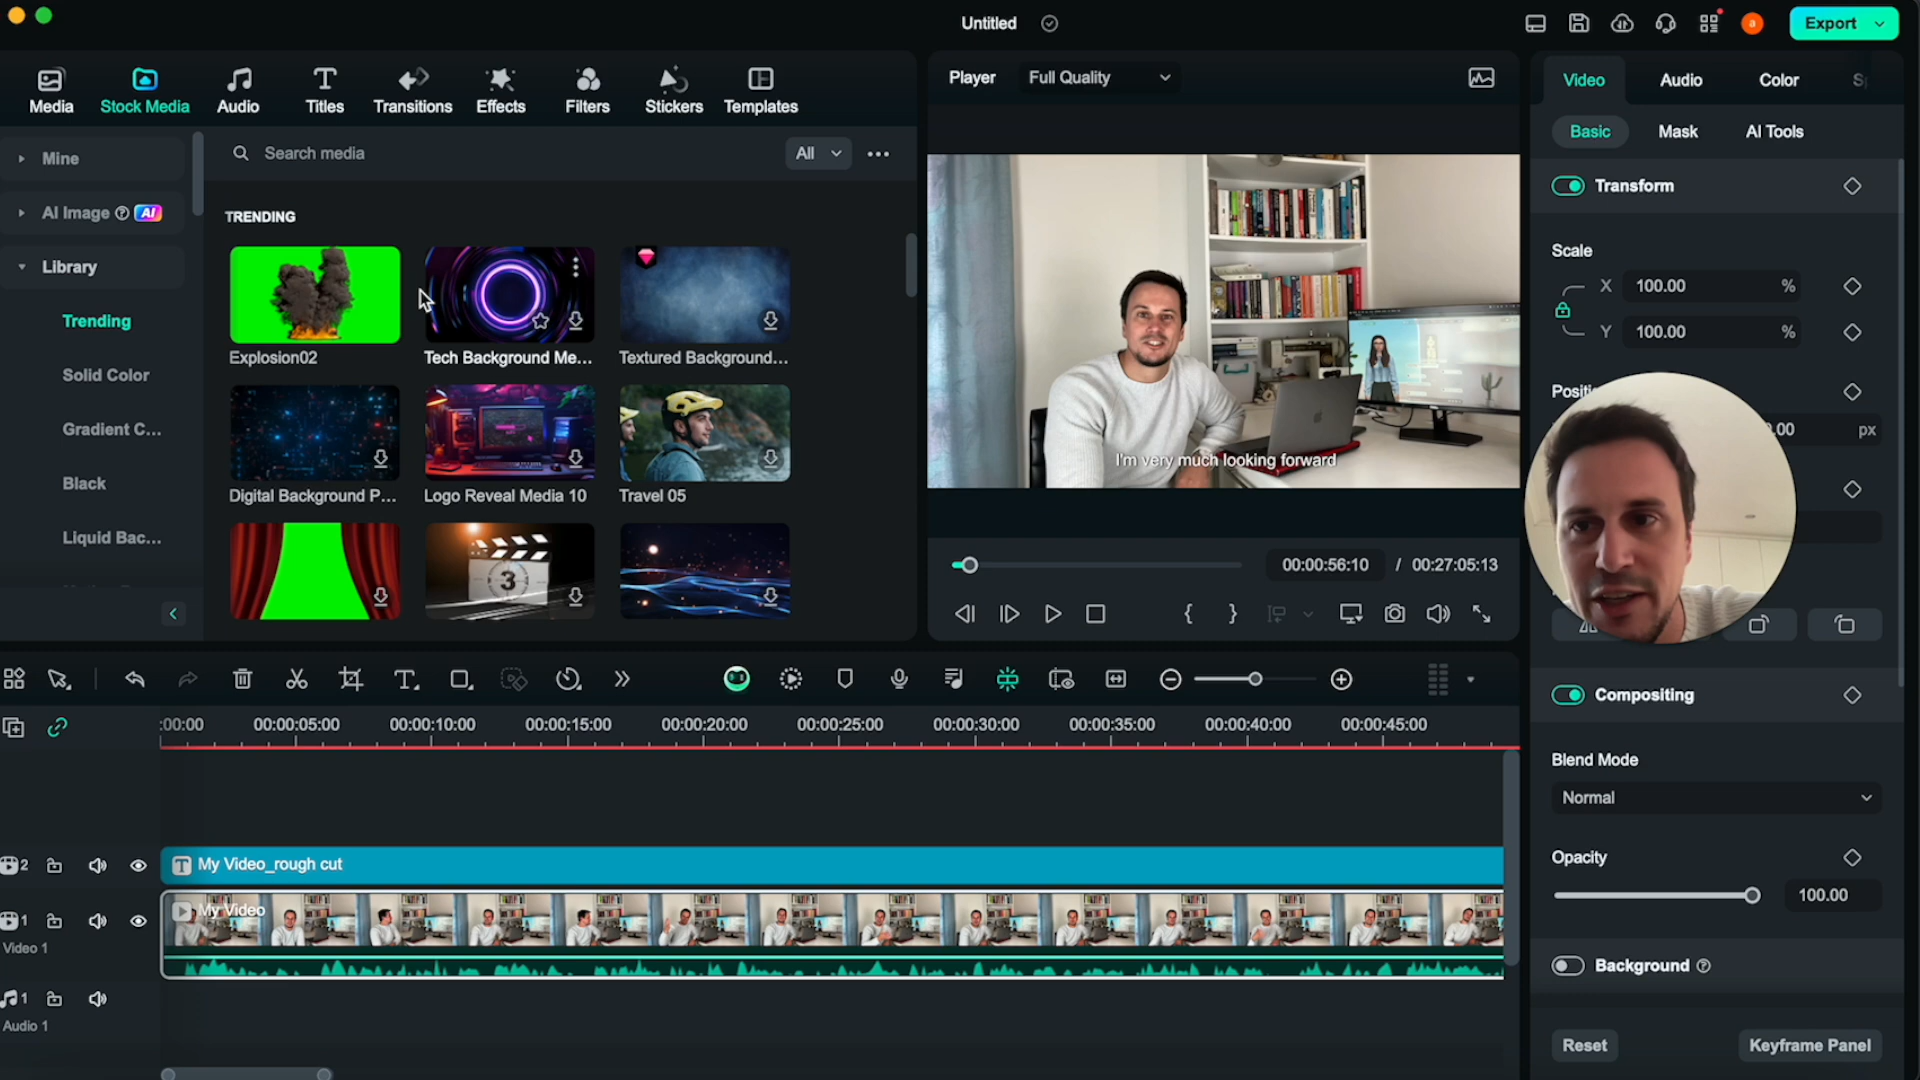 Untitled
Export
Media
Stock Media
Audio
Titles
Transitions
Effects
Filters
Stickers
Templates
Player
Full Quality
Video
Audio
Color
Basic
Mask
AI Tools
Mine
AI Image
AI
Library
Trending
Solid Color
Gradient C...
Black
Liquid Bac...
Search media
All
TRENDING
Explosion02
Tech Background Me...
Textured Background...
Digital Background P...
Logo Reveal Media 10
Travel 05
3
I'm very much looking forward
00:00:56:10 / 00:27:05:13
Transform
Scale
X 100.00 %
Y 100.00 %
px
Compositing
Blend Mode
Normal
Opacity
100.00
Background
Reset
Keyframe Panel
:00:00 00:00:05:00 00:00:10:00 00:00:15:00 00:00:20:00 00:00:25:00 00:00:30:00 00:00:35:00 00:00:40:00 00:00:45:00
2
My Video_rough cut
1
My Video
Video 1
1
Audio 1